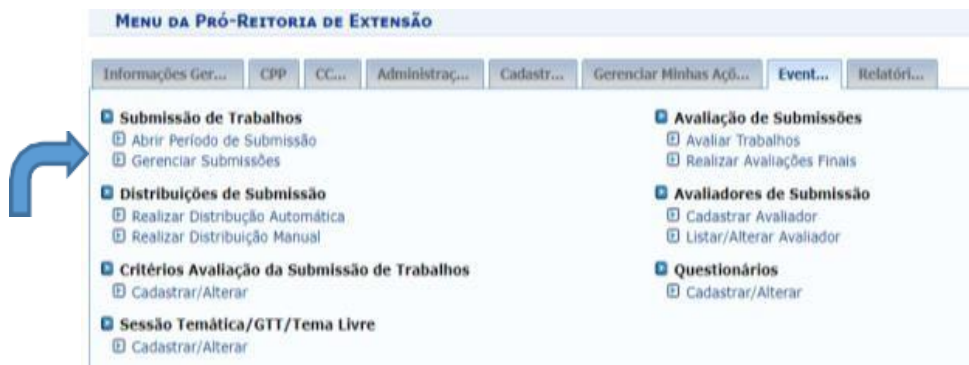 MENU DA PRÓ-REITORIA DE EXTENSÃO
Informações Ger... CPP CC... Administraç... Cadastr... Gerenciar Minhas Açõ... Event... Relatóri...
Submissão de Trabalhos
Abrir Período de Submissão
Gerenciar Submissões
Distribuições de Submissão
Realizar Distribução Automática
Realizar Distribuição Manual
Critérios Avaliação da Submissão de Trabalhos
Cadastrar/Alterar
Sessão Temática/GTT/Tema Livre
Cadastrar/Alterar
Avaliação de Submissões
Avaliar Trabalhos
Realizar Avaliações Finais
Avaliadores de Submissão
Cadastrar Avaliador
Listar/Alterar Avaliador
Questionários
Cadastrar/Alterar